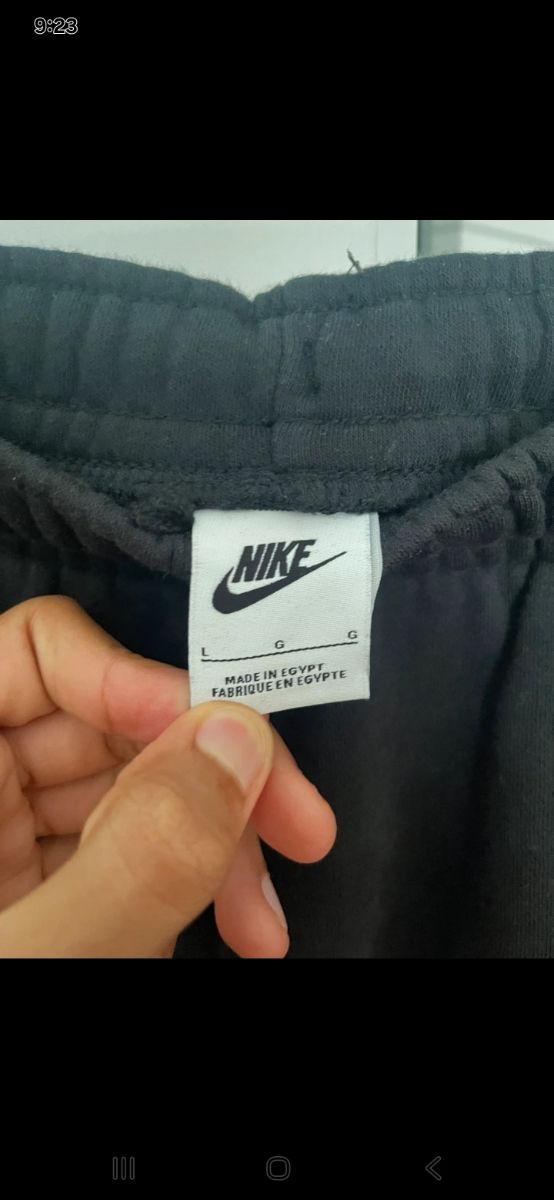 9:23
NIKE
L G G
MADE IN EGYPT
FABRIQUE EN EGYPTE